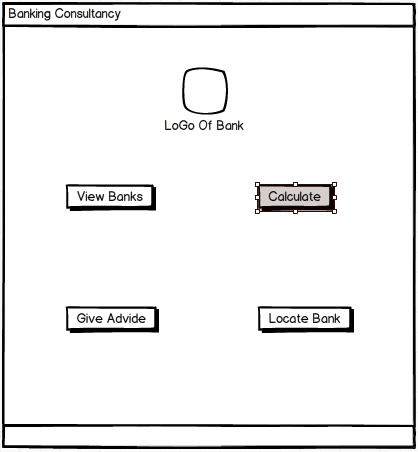 Banking Consultancy
LoGo Of Bank
View Banks
Calculate
Give Advide
Locate Bank